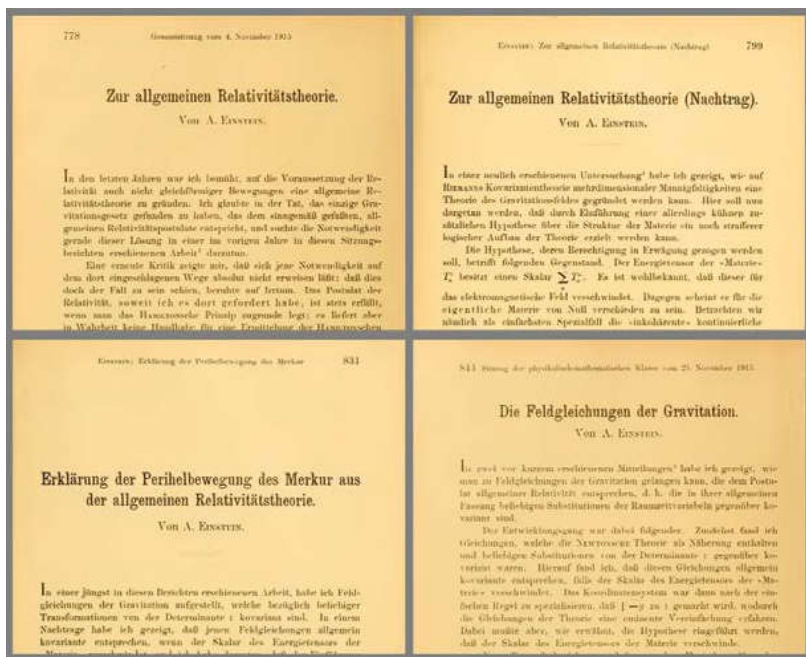 778
Gesamtsitzung vom 4. November 1915
Zur allgemeinen Relativitätstheorie.
Von A. Einstein.
In den letzten Jahren war ich bemüht, auf die Voraussetzung der Re-
lativität auch nicht gleichförmiger Bewegungen eine allgemeine Re-
lativitätstheorie zu gründen. Ich glaubte in der Tat, das einzige Gra-
vitationsgesetz gefunden zu haben, das dem sinngemäß gefaßten, all-
gemeinen Relativitätspostulate entspricht, und suchte die Notwendigkeit
gerade dieser Lösung in einer im vorigen Jahre in diesen Sitzungs-
berichten erschienenen Arbeit¹ darzutun.
Eine erneute Kritik zeigte mir, daß sich jene Notwendigkeit auf
dem dort eingeschlagenen Wege absolut nicht erweisen läßt; daß dies
doch der Fall zu sein schien, beruhte auf Irrtum. Das Postulat der
Relativität, soweit ich es dort gefordert habe, ist stets erfüllt,
wenn man das Hamiltonsche Prinzip zugrunde legt; es liefert aber
in Wahrheit keine Handhabe für eine Ermittelung der Hamiltonschen
Einstein: Zur allgemeinen Relativitätstheorie (Nachtrag)
799
Zur allgemeinen Relativitätstheorie (Nachtrag).
Von A. Einstein.
In einer neulich erschienenen Untersuchung¹ habe ich gezeigt, wie auf
Riemanns Kovariantentheorie mehrdimensionaler Mannigfaltigkeiten eine
Theorie des Gravitationsfeldes gegründet werden kann. Hier soll nun
dargetan werden, daß durch Einführung einer allerdings kühnen zu-
sätzlichen Hypothese über die Struktur der Materie ein noch strafferer
logischer Aufbau der Theorie erzielt werden kann.
Die Hypothese, deren Berechtigung in Erwägung gezogen werden
soll, betrifft folgenden Gegenstand. Der Energietensor der »Materie«
besitzt einen Skalar ∑ Es ist wohlbekannt, daß dieser für
das elektromagnetische Feld verschwindet. Dagegen scheint er für die
eigentliche Materie von Null verschieden zu sein. Betrachten wir
nämlich als einfachsten Spezialfall die »inkohärente« kontinuierliche
Einstein: Erklärung der Perihelbewegung des Merkur
831
Erklärung der Perihelbewegung des Merkur aus
der allgemeinen Relativitätstheorie.
Von A. Einstein.
In einer jüngst in diesen Berichten erschienenen Arbeit, habe ich Feld-
gleichungen der Gravitation aufgestellt, welche bezüglich beliebiger
Transformationen von der Determinante 1 kovariant sind. In einem
Nachtrage habe ich gezeigt, daß jenen Feldgleichungen allgemein
kovariante entsprechen, wenn der Skalar des Energietensors der
844 Sitzung der physikalisch-mathematischen Klasse vom 25. November 1915
Die Feldgleichungen der Gravitation.
Von A. Einstein.
In zwei vor kurzem erschienenen Mitteilungen¹ habe ich gezeigt, wie
man zu Feldgleichungen der Gravitation gelangen kann, die dem Postu-
lat allgemeiner Relativität entsprechen, d. h. die in ihrer allgemeinen
Fassung beliebigen Substitutionen der Raumzeitvariabeln gegenüber ko-
variant sind.
Der Entwicklungsgang war dabei folgender. Zunächst fand ich
Gleichungen, welche die Newtonsche Theorie als Näherung enthalten
und beliebigen Substitutionen von der Determinante 1 gegenüber ko-
variant waren. Hierauf fand ich, daß diesen Gleichungen allgemein
kovariante entsprechen, falls der Skalar des Energietensors der »Ma-
terie« verschwindet. Das Koordinatensystem war dann nach der ein-
fachen Regel zu spezialisieren, daß √−g zu 1 gemacht wird, wodurch
die Gleichungen der Theorie eine eminente Vereinfachung erfahren.
Dabei mußte aber, wie erwähnt, die Hypothese eingeführt werden,
daß der Skalar des Energietensors der Materie verschwinde.